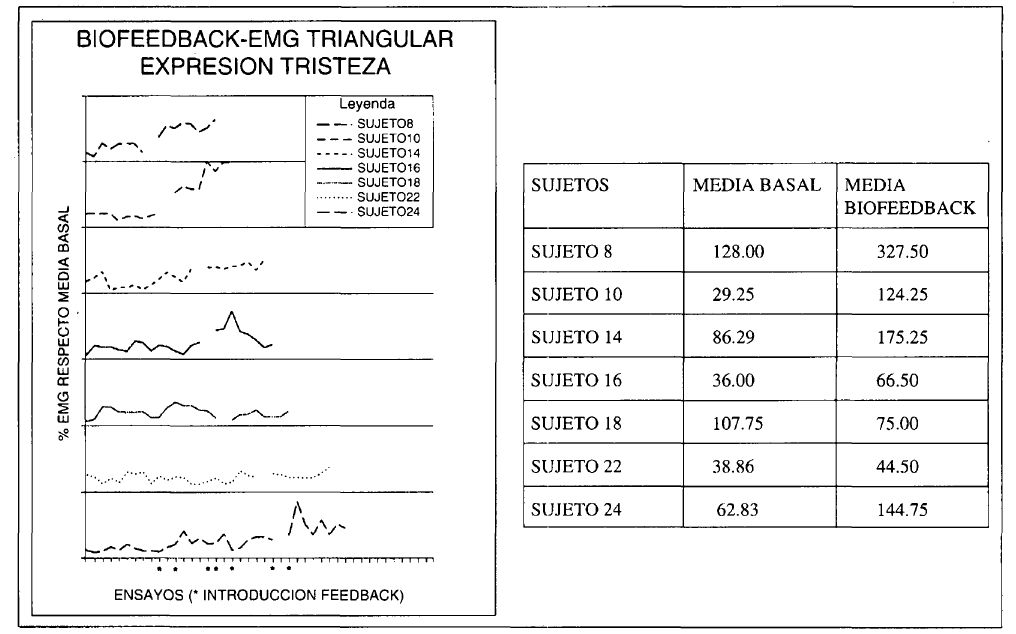 BIOFEEDBACK-EMG TRIANGULAR
EXPRESION TRISTEZA
Leyenda
SUJETO8
SUJETO10
SUJETO14
SUJETO16
SUJETO18
SUJETO22
SUJETO24
% EMG RESPECTO MEDIA BASAL
* * ** * * *
ENSAYOS (* INTRODUCCION FEEDBACK)
SUJETOS MEDIA BASAL MEDIA
BIOFEEDBACK
SUJETO 8 128.00 327.50
SUJETO 10 29.25 124.25
SUJETO 14 86.29 175.25
SUJETO 16 36.00 66.50
SUJETO 18 107.75 75.00
SUJETO 22 38.86 44.50
SUJETO 24 62.83 144.75